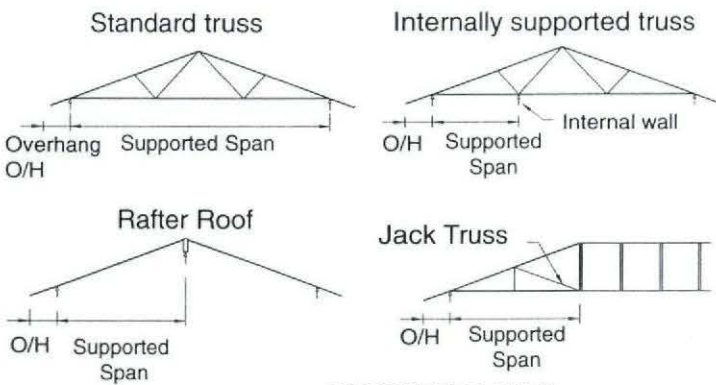 Standard truss
Overhang
O/H
Supported Span
Internally supported truss
Internal wall
O/H
Supported
Span
Rafter Roof
O/H
Supported
Span
Jack Truss
O/H
Supported
Span